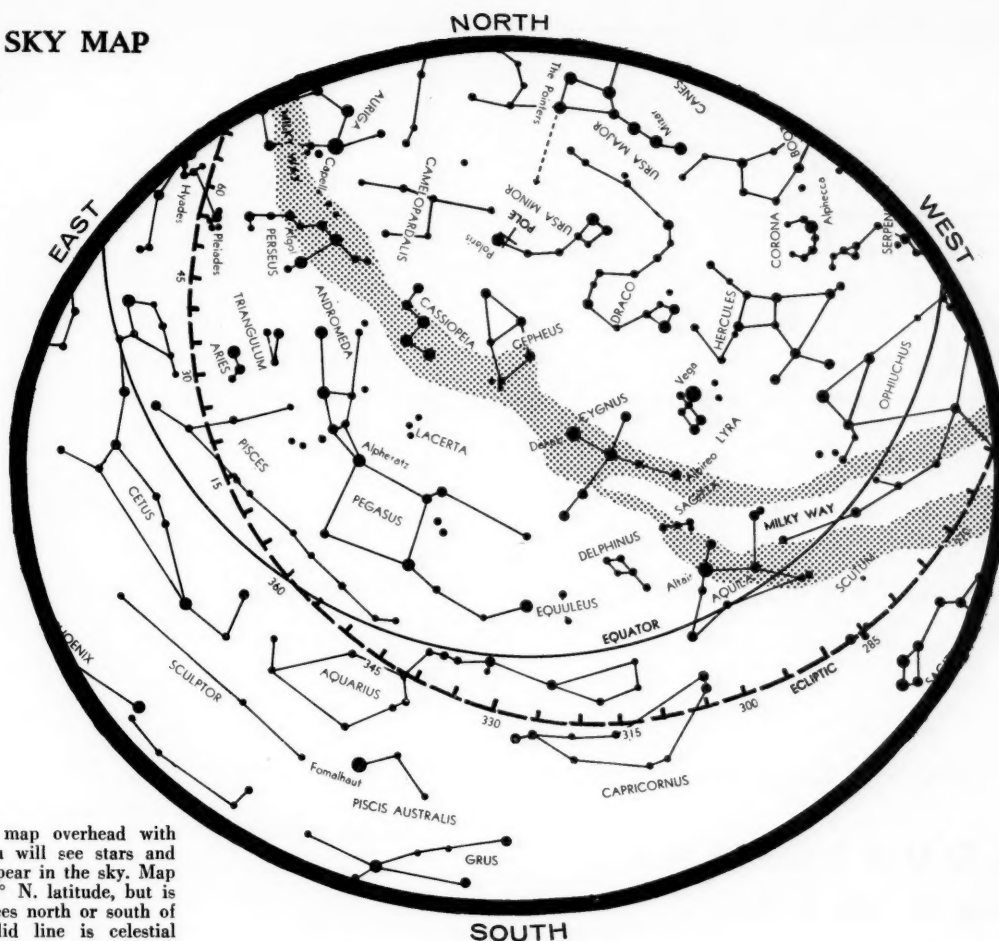 SKY MAP
NORTH
EAST
WEST
SOUTH
AURIGA
MILKY WAY
Capella
CAMELOPARDALIS
The Pointers
URSA MAJOR
Mizar
CANES
Hyades
60
Pleiades
Algol
PERSEUS
Polaris
POLE
URSA MINOR
URSA MAJOR
CORONA
Alphecca
45
TRIANGULUM
ANDROMEDA
CASSIOPEIA
CEPHEUS
DRACO
HERCULES
ARIES
30
OPHIUCHUS
Vega
CYGNUS
LYRA
Albireo
PISCES
LACERTA
Alpheratz
15
CETUS
PEGASUS
SAGITTA
MILKY WAY
DELPHINUS
Altair
AQUILA
SCUTUM
360
EQUULEUS
EQUATOR
285
SCULPTOR
345
AQUARIUS
ECLIPTIC
300
330
315
CAPRICORNUS
Fomalhaut
PISCIS AUSTRALIS
GRUS
map overhead with
will see stars and
pear in the sky. Map
° N. latitude, but is
es north or south of
lid line is celestial